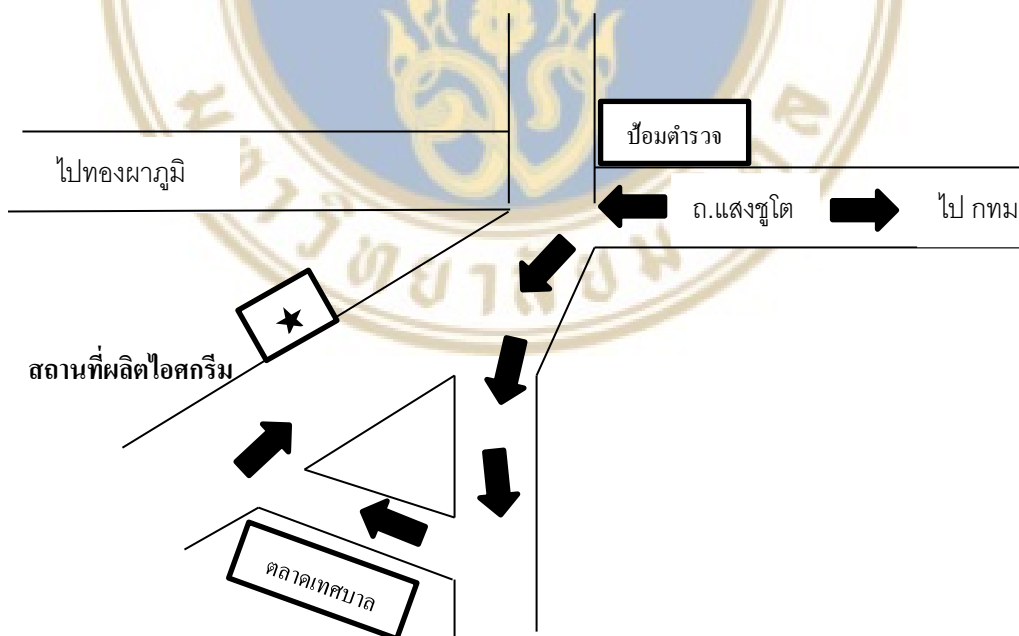 ป้อมตำรวจ
ไปทองผาภูมิ
ถ.แสงชูโต
ไป กทม
สถานที่ผลิตไอศกรีม
ตลาดเทศบาล